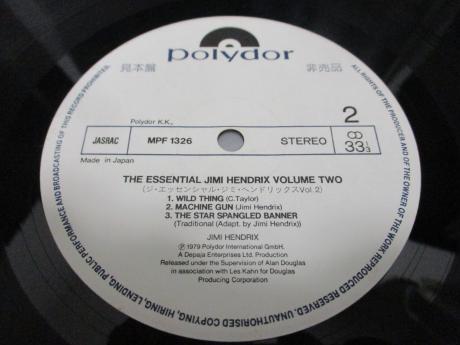 polydor
見本盤
非売品
Polydor K.K.,
JASRAC
MPF 1326
STEREO
2
33 1/3
Made in Japan
THE ESSENTIAL JIMI HENDRIX VOLUME TWO
(ジ・エッセンシャル・ジミ・ヘンドリックスVol.2)
1. WILD THING (C.Taylor)
2. MACHINE GUN (Jimi Hendrix)
3. THE STAR SPANGLED BANNER
(Traditional (Adapt. by Jimi Hendrix))
JIMI HENDRIX
Ⓟ 1979 Polydor International GmbH.
A Depaja Enterprises Ltd. Production
Released under the Supervision of Alan Douglas
in association with Les Kahn for Douglas
Producing Corporation
ALL RIGHTS OF THE PRODUCER AND OF THE OWNER OF THE WORK REPRODUCED RESERVED. UNAUTHORISED COPYING, HIRING, LENDING, PUBLIC PERFORMANCE AND BROADCASTING OF THIS RECORD PROHIBITED.